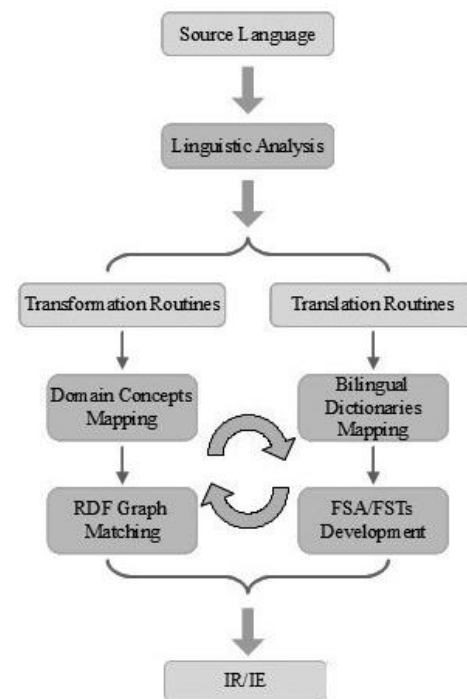 Source Language
Linguistic Analysis
Transformation Routines
Translation Routines
Domain Concepts
Mapping
Bilingual
Dictionaries
Mapping
RDF Graph
Matching
FSA/FSTs
Development
IR/IE